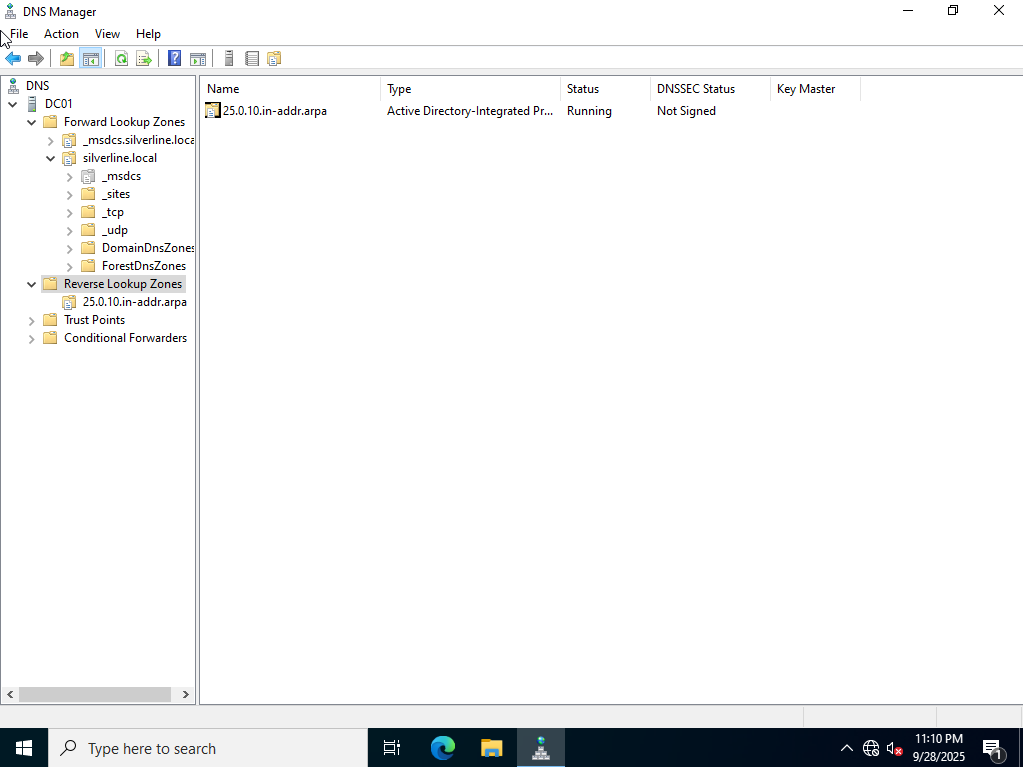 DNS Manager
File Action View Help
DNS
DC01
Forward Lookup Zones
_msdcs.silverline.loca
silverline.local
_msdcs
_sites
_tcp
_udp
DomainDnsZones
ForestDnsZones
Reverse Lookup Zones
25.0.10.in-addr.arpa
Trust Points
Conditional Forwarders
Name Type Status DNSSEC Status Key Master
25.0.10.in-addr.arpa Active Directory-Integrated Pr... Running Not Signed
Type here to search
11:10 PM
9/28/2025
1